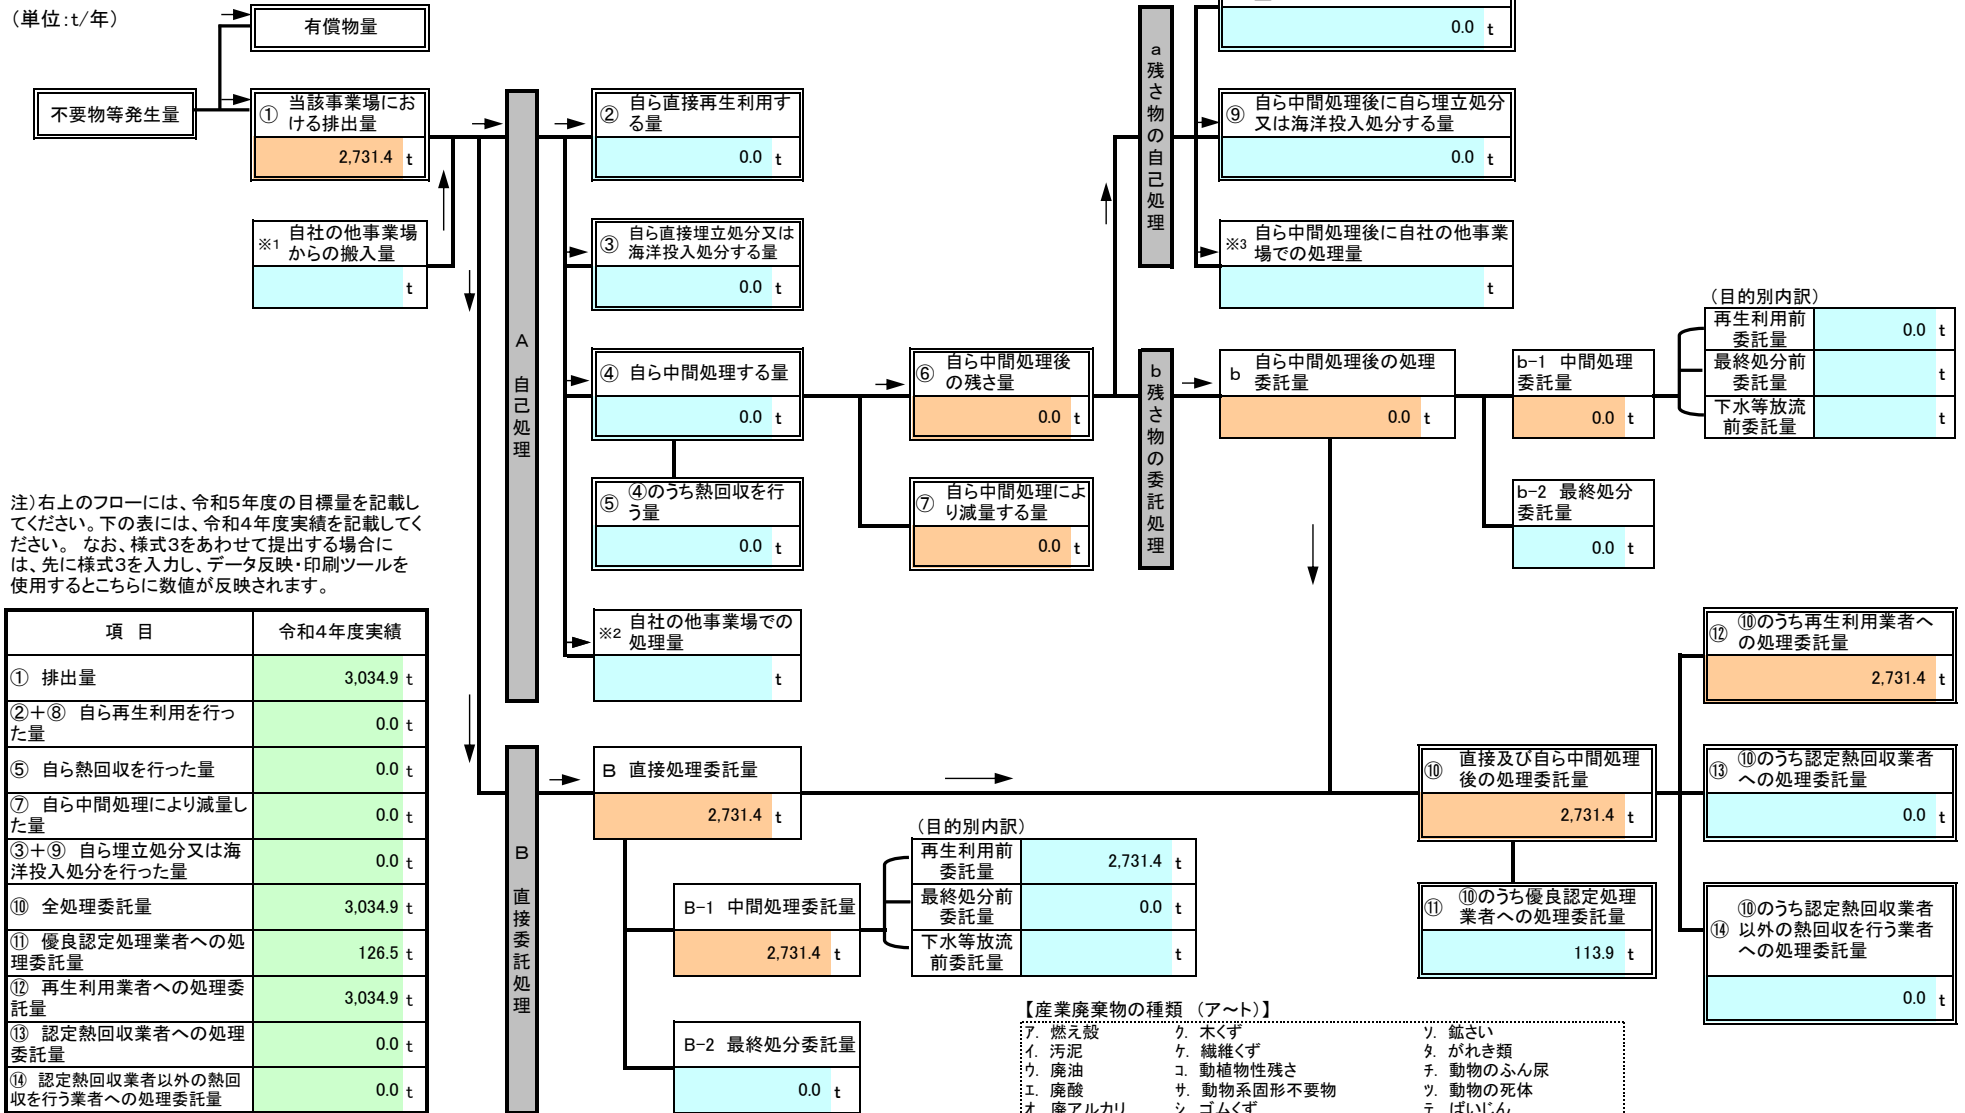 （単位：t/年）
有償物量
不要物等発生量
① 当該事業場にお
ける排出量
2,731.4 t
※1 自社の他事業場
からの搬入量
t
A 自己処理
② 自ら直接再生利用す
る量
0.0 t
③ 自ら直接埋立処分又は
海洋投入処分する量
0.0 t
④ 自ら中間処理する量
0.0 t
⑤ ④のうち熱回収を行
う量
0.0 t
※2 自社の他事業場での
処理量
t
⑥ 自ら中間処理後
の残さ量
0.0 t
⑦ 自ら中間処理によ
り減量する量
0.0 t
a 残さ物の自己処理
0.0 t
⑨ 自ら中間処理後に自ら埋立処分
又は海洋投入処分する量
0.0 t
※3 自ら中間処理後に自社の他事業
場での処理量
t
b 残さ物の委託処理
b 自ら中間処理後の処理
委託量
0.0 t
b-1 中間処理
委託量
0.0 t
b-2 最終処分
委託量
0.0 t
（目的別内訳）
再生利用前
委託量
0.0 t
最終処分前
委託量
t
下水等放流
前委託量
t
注）右上のフローには、令和5年度の目標量を記載し
てください。下の表には、令和4年度実績を記載してく
ださい。 なお、様式3をあわせて提出する場合に
は、先に様式3を入力し、データ反映・印刷ツールを
使用するとこちらに数値が反映されます。
項 目 令和4年度実績
① 排出量 3,034.9 t
②＋⑧ 自ら再生利用を行っ
た量 0.0 t
⑤ 自ら熱回収を行った量 0.0 t
⑦ 自ら中間処理により減量し
た量 0.0 t
③＋⑨ 自ら埋立処分又は海
洋投入処分を行った量 0.0 t
⑩ 全処理委託量 3,034.9 t
⑪ 優良認定処理業者への処
理委託量 126.5 t
⑫ 再生利用業者への処理委
託量 3,034.9 t
⑬ 認定熱回収業者への処理
委託量 0.0 t
⑭ 認定熱回収業者以外の熱回
収を行う業者への処理委託量 0.0 t
B 直接委託処理
B 直接処理委託量
2,731.4 t
B-1 中間処理委託量
2,731.4 t
B-2 最終処分委託量
0.0 t
（目的別内訳）
再生利用前
委託量
2,731.4 t
最終処分前
委託量
0.0 t
下水等放流
前委託量
t
⑩ 直接及び自ら中間処理
後の処理委託量
2,731.4 t
⑪ ⑩のうち優良認定処理
業者への処理委託量
113.9 t
⑫ ⑩のうち再生利用業者へ
の処理委託量
2,731.4 t
⑬ ⑩のうち認定熱回収業者
への処理委託量
0.0 t
⑭ ⑩のうち認定熱回収業者
以外の熱回収を行う業者
への処理委託量
0.0 t
【産業廃棄物の種類 （ア～ト）】
ア. 燃え殻 ク. 木くず ソ. 鉱さい
イ. 汚泥 ケ. 繊維くず タ. がれき類
ウ. 廃油 コ. 動植物性残さ チ. 動物のふん尿
エ. 廃酸 サ. 動物系固形不要物 ツ. 動物の死体
オ. 廃アルカリ シ. ゴムくず テ. ばいじん